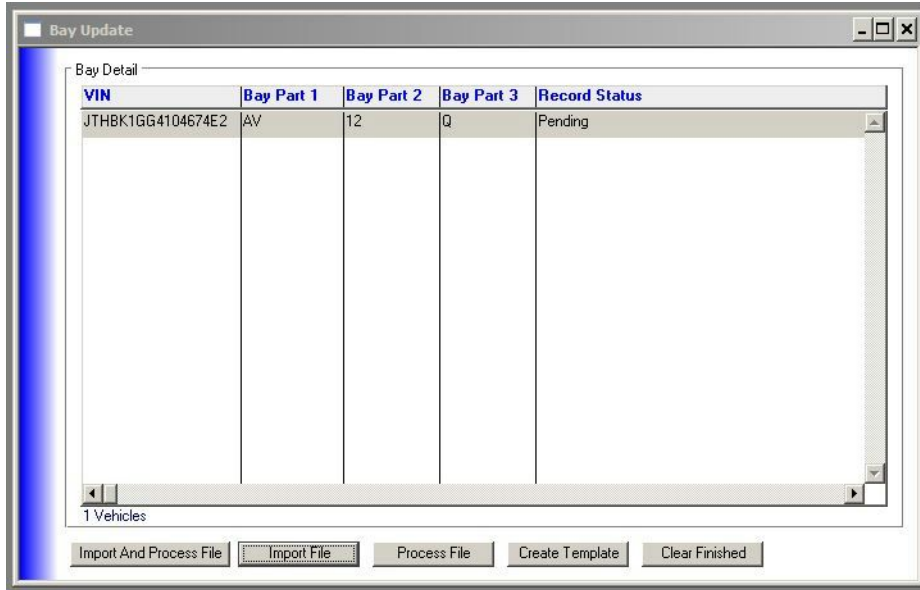 Bay Update
Bay Detail
VIN Bay Part 1 Bay Part 2 Bay Part 3 Record Status
JTHBK1GG4104674E2 AV 12 Q Pending
1 Vehicles
Import And Process File Import File Process File Create Template Clear Finished